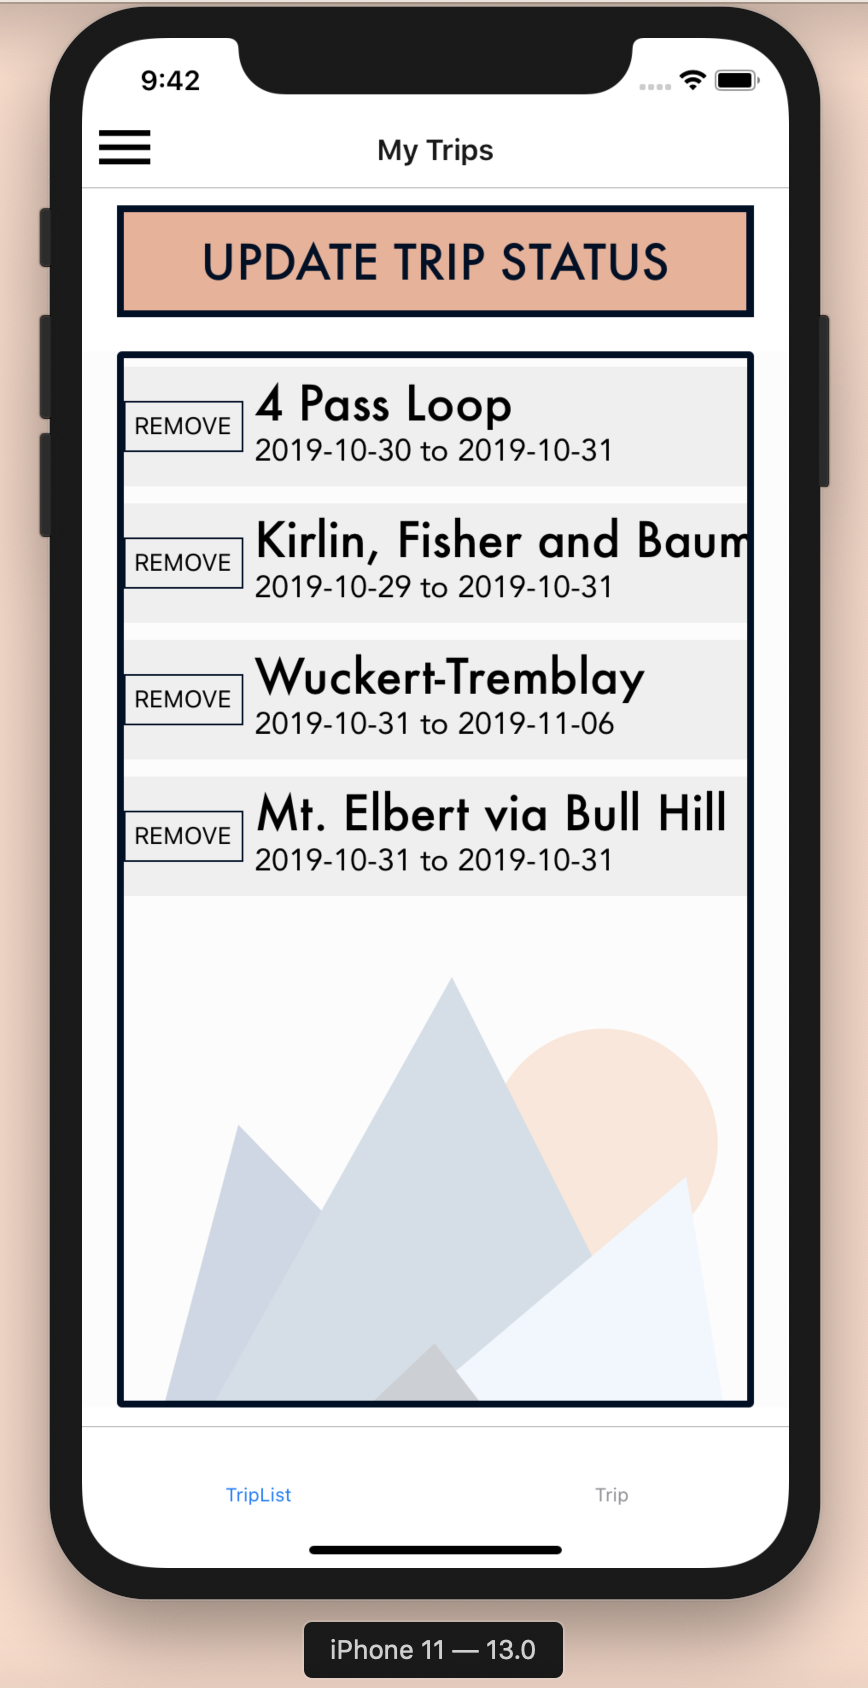 9:42
My Trips
UPDATE TRIP STATUS
REMOVE
4 Pass Loop
2019-10-30 to 2019-10-31
REMOVE
Kirlin, Fisher and Baum
2019-10-29 to 2019-10-31
REMOVE
Wuckert-Tremblay
2019-10-31 to 2019-11-06
REMOVE
Mt. Elbert via Bull Hill
2019-10-31 to 2019-10-31
TripList
Trip
iPhone 11 — 13.0